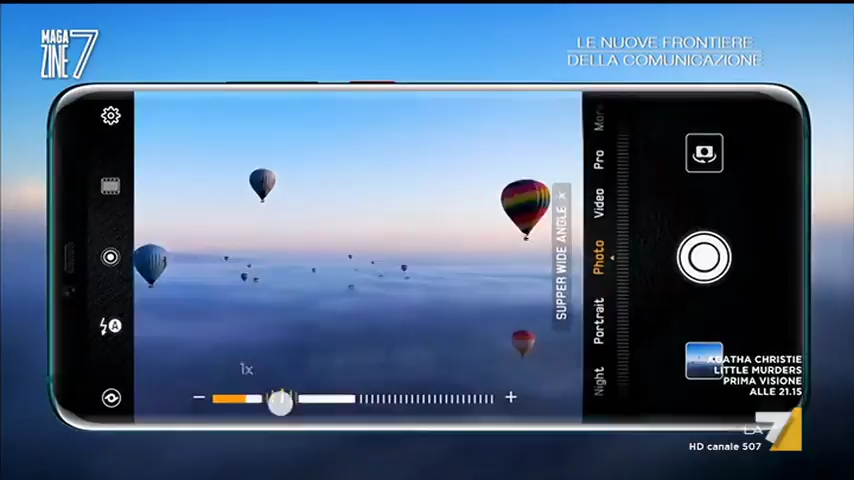 MAGA
ZINE 7
LE NUOVE FRONTIERE
DELLA COMUNICAZIONE
More
Pro
Video
Photo
Portrait
Night
SUPPER WIDE ANGLE ×
A
1x
AGATHA CHRISTIE
LITTLE MURDERS
PRIMA VISIONE
ALLE 21.15
LA 7
HD canale 507